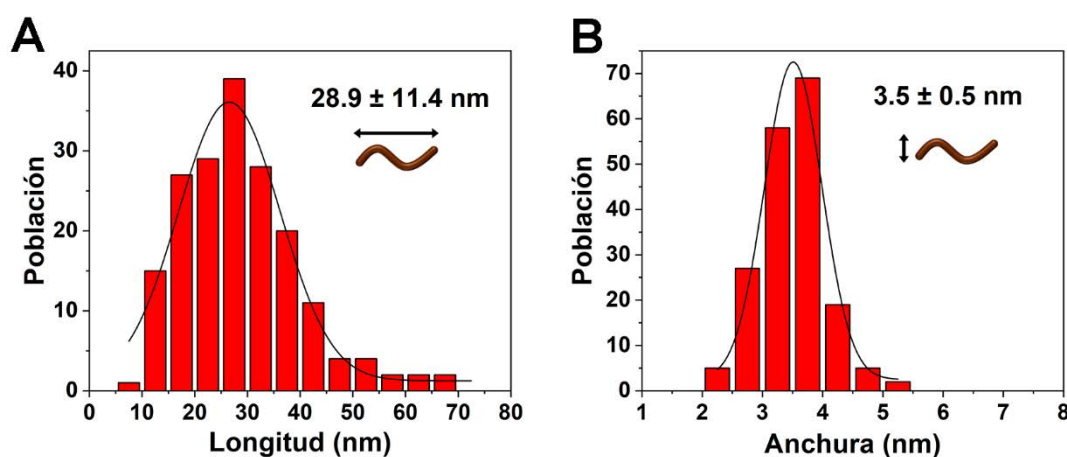 A
Población
40
30
20
10
0
28.9 ± 11.4 nm
0 10 20 30 40 50 60 70 80
Longitud (nm)
B
Población
70
60
50
40
30
20
10
0
3.5 ± 0.5 nm
1 2 3 4 5 6 7 8
Anchura (nm)